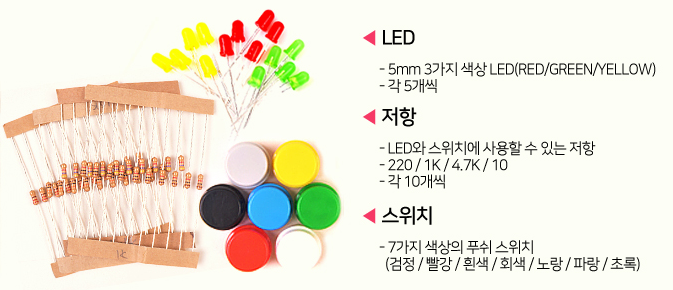 LED
- 5mm 3가지 색상 LED(RED/GREEN/YELLOW)
- 각 5개씩
저항
- LED와 스위치에 사용할 수 있는 저항
- 220 / 1K / 4.7K / 10
- 각 10개씩
스위치
- 7가지 색상의 푸쉬 스위치
(검정 / 빨강 / 흰색 / 회색 / 노랑 / 파랑 / 초록)